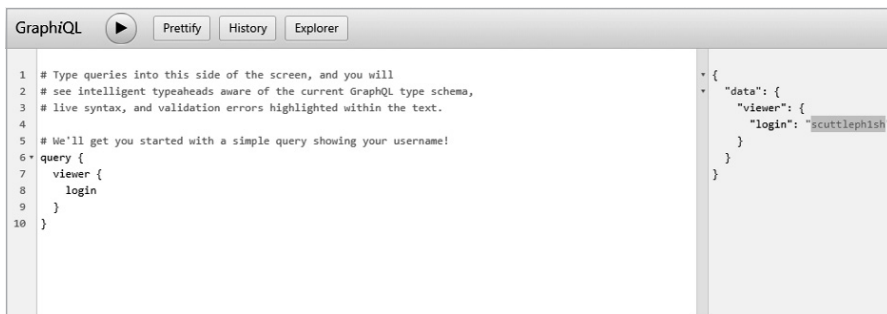 GraphiQL Prettify History Explorer
1 # Type queries into this side of the screen, and you will
2 # see intelligent typeaheads aware of the current GraphQL type schema,
3 # live syntax, and validation errors highlighted within the text.
4
5 # We'll get you started with a simple query showing your username!
6 query {
7 viewer {
8 login
9 }
10 }
{
"data": {
"viewer": {
"login": "scuttleph1sh
}
}
}